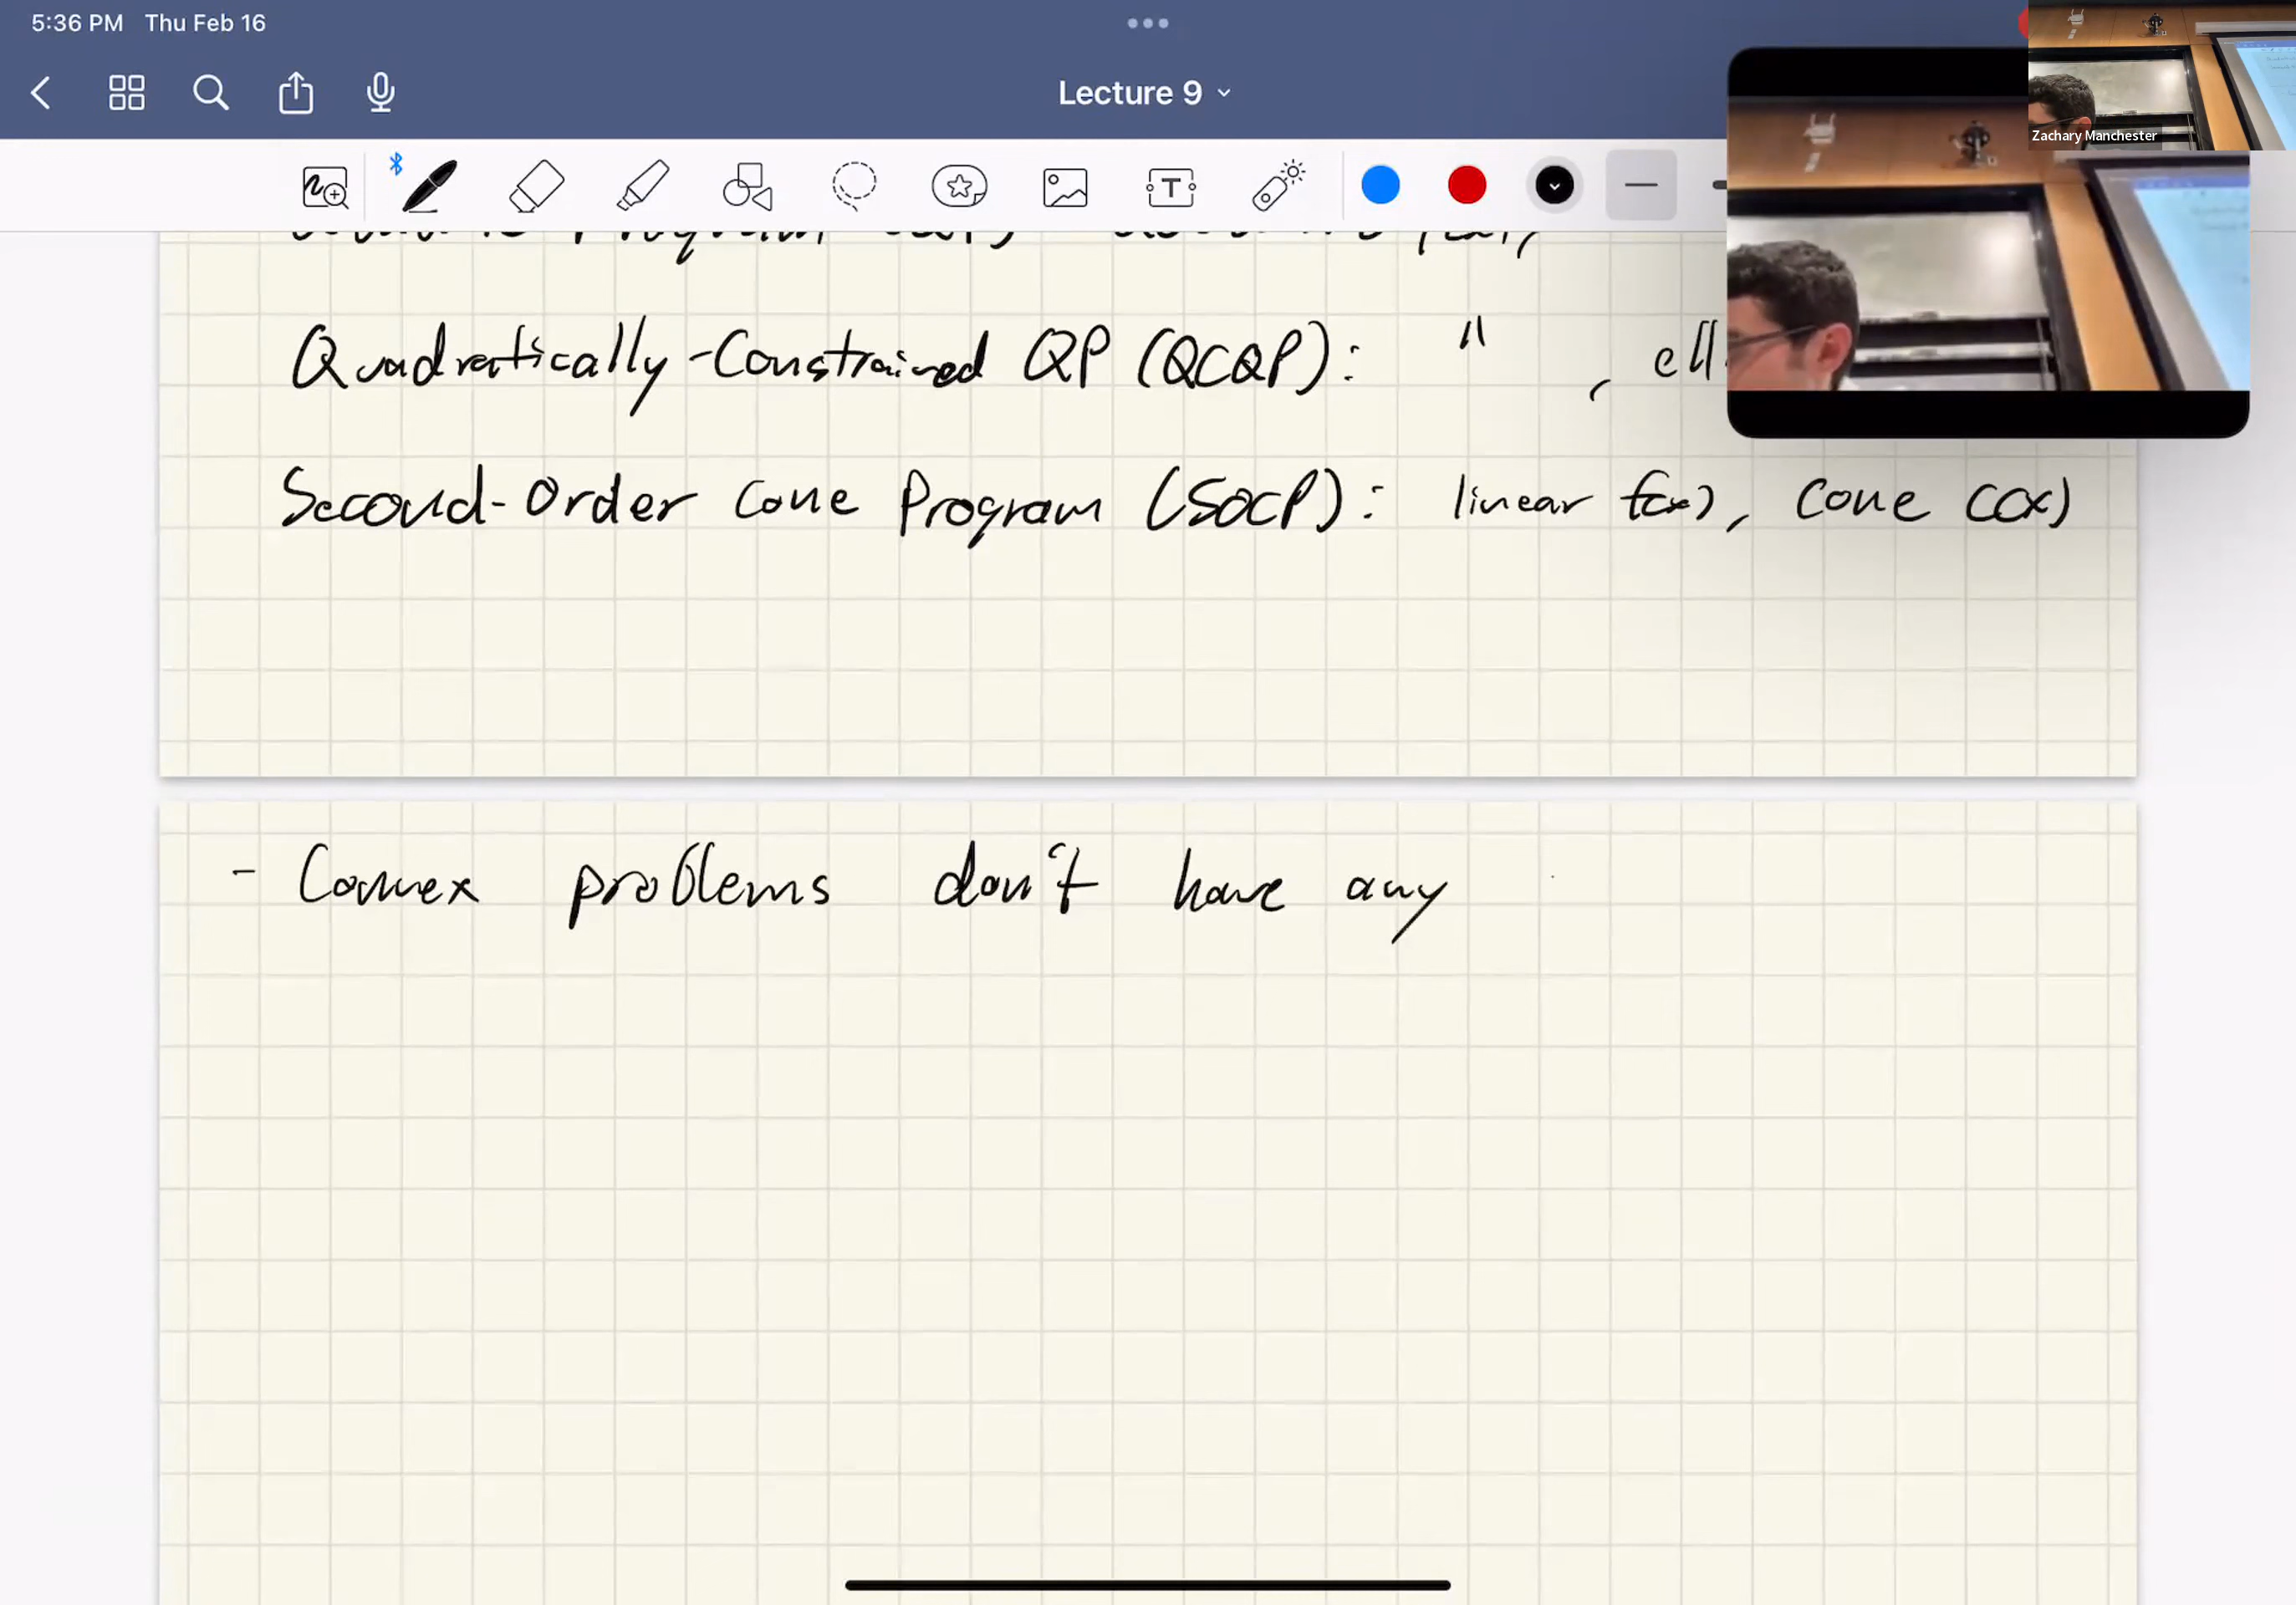 5:36 PM Thu Feb 16
Zachary Manchester
Lecture 9
T
Program
Quadratically-Constrained QP (QCQP): " , ell
Second-Order Cone Program (SOCP): linear f(x), Cone C(x)
- Convex problems don't have any